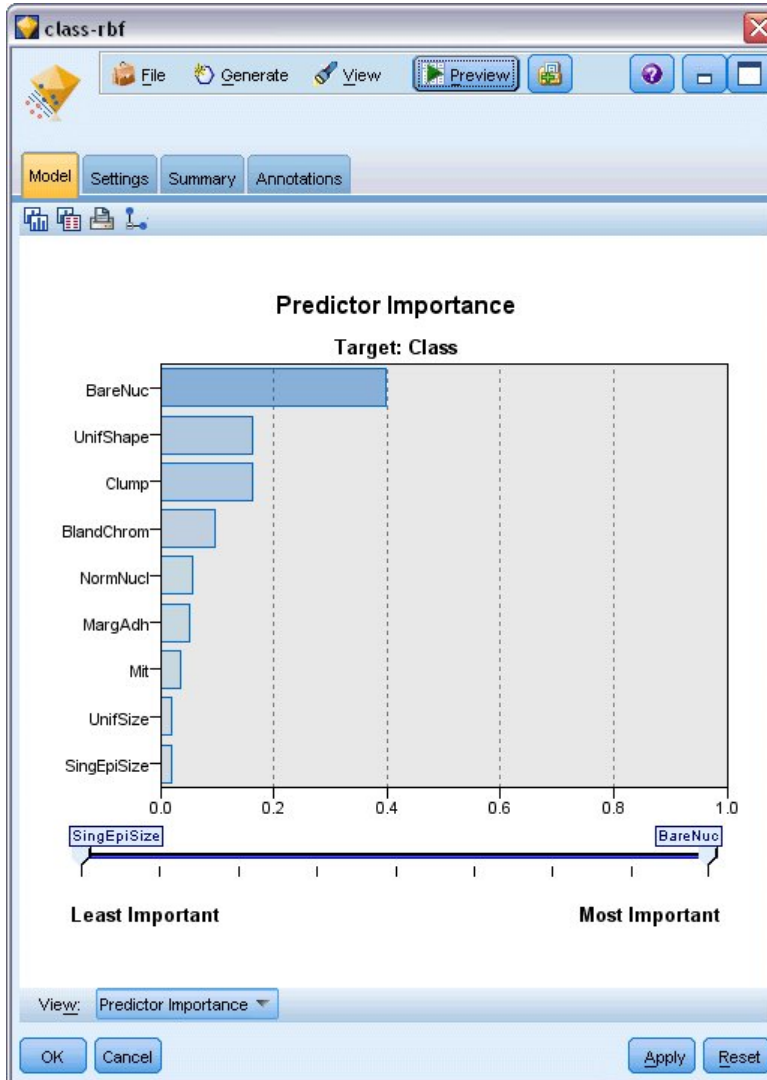 class-rbf
File Generate View Preview
Model Settings Summary Annotations
Predictor Importance
Target: Class
BareNuc
UnifShape
Clump
BlandChrom
NormNucl
MargAdh
Mit
UnifSize
SingEpiSize
0.0 0.2 0.4 0.6 0.8 1.0
SingEpiSize BareNuc
Least Important Most Important
View: Predictor Importance
OK Cancel Apply Reset